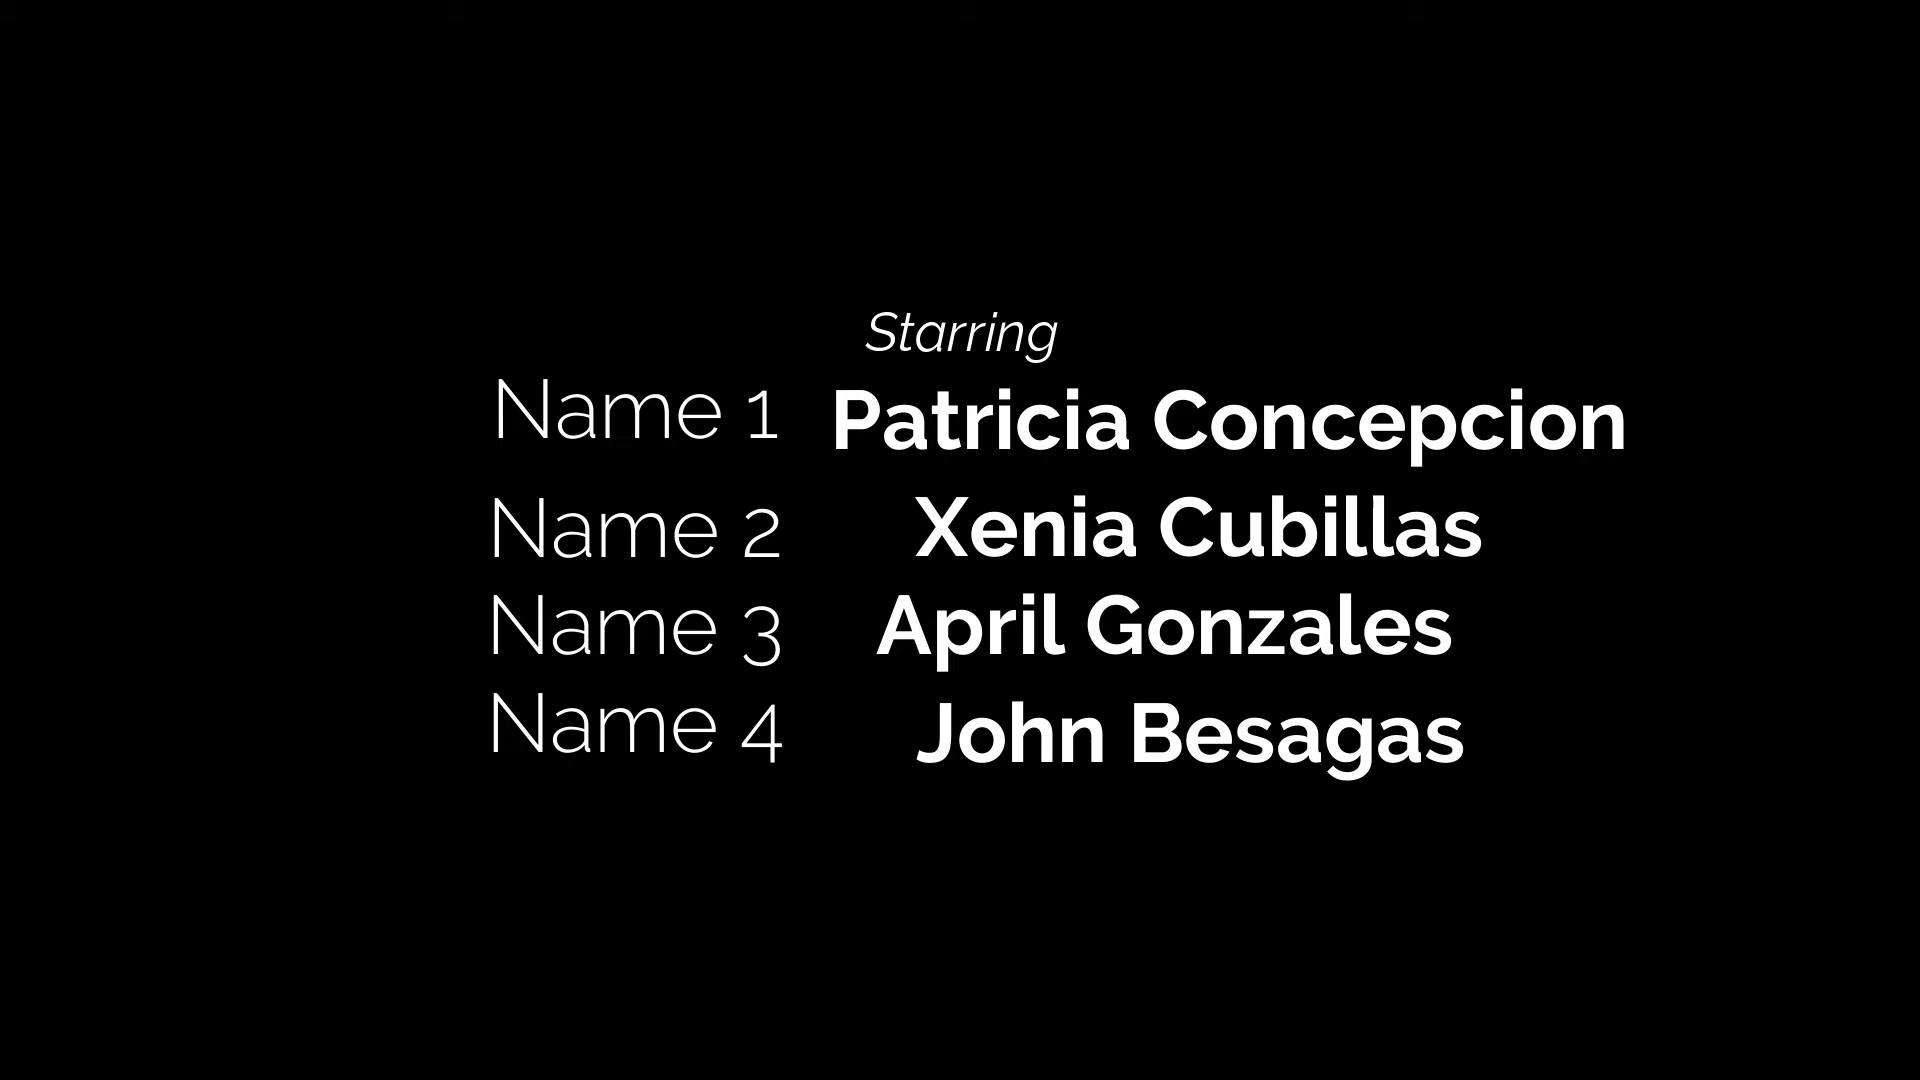 Starring
Name 1 Patricia Concepcion
Name 2 Xenia Cubillas
Name 3 April Gonzales
Name 4 John Besagas